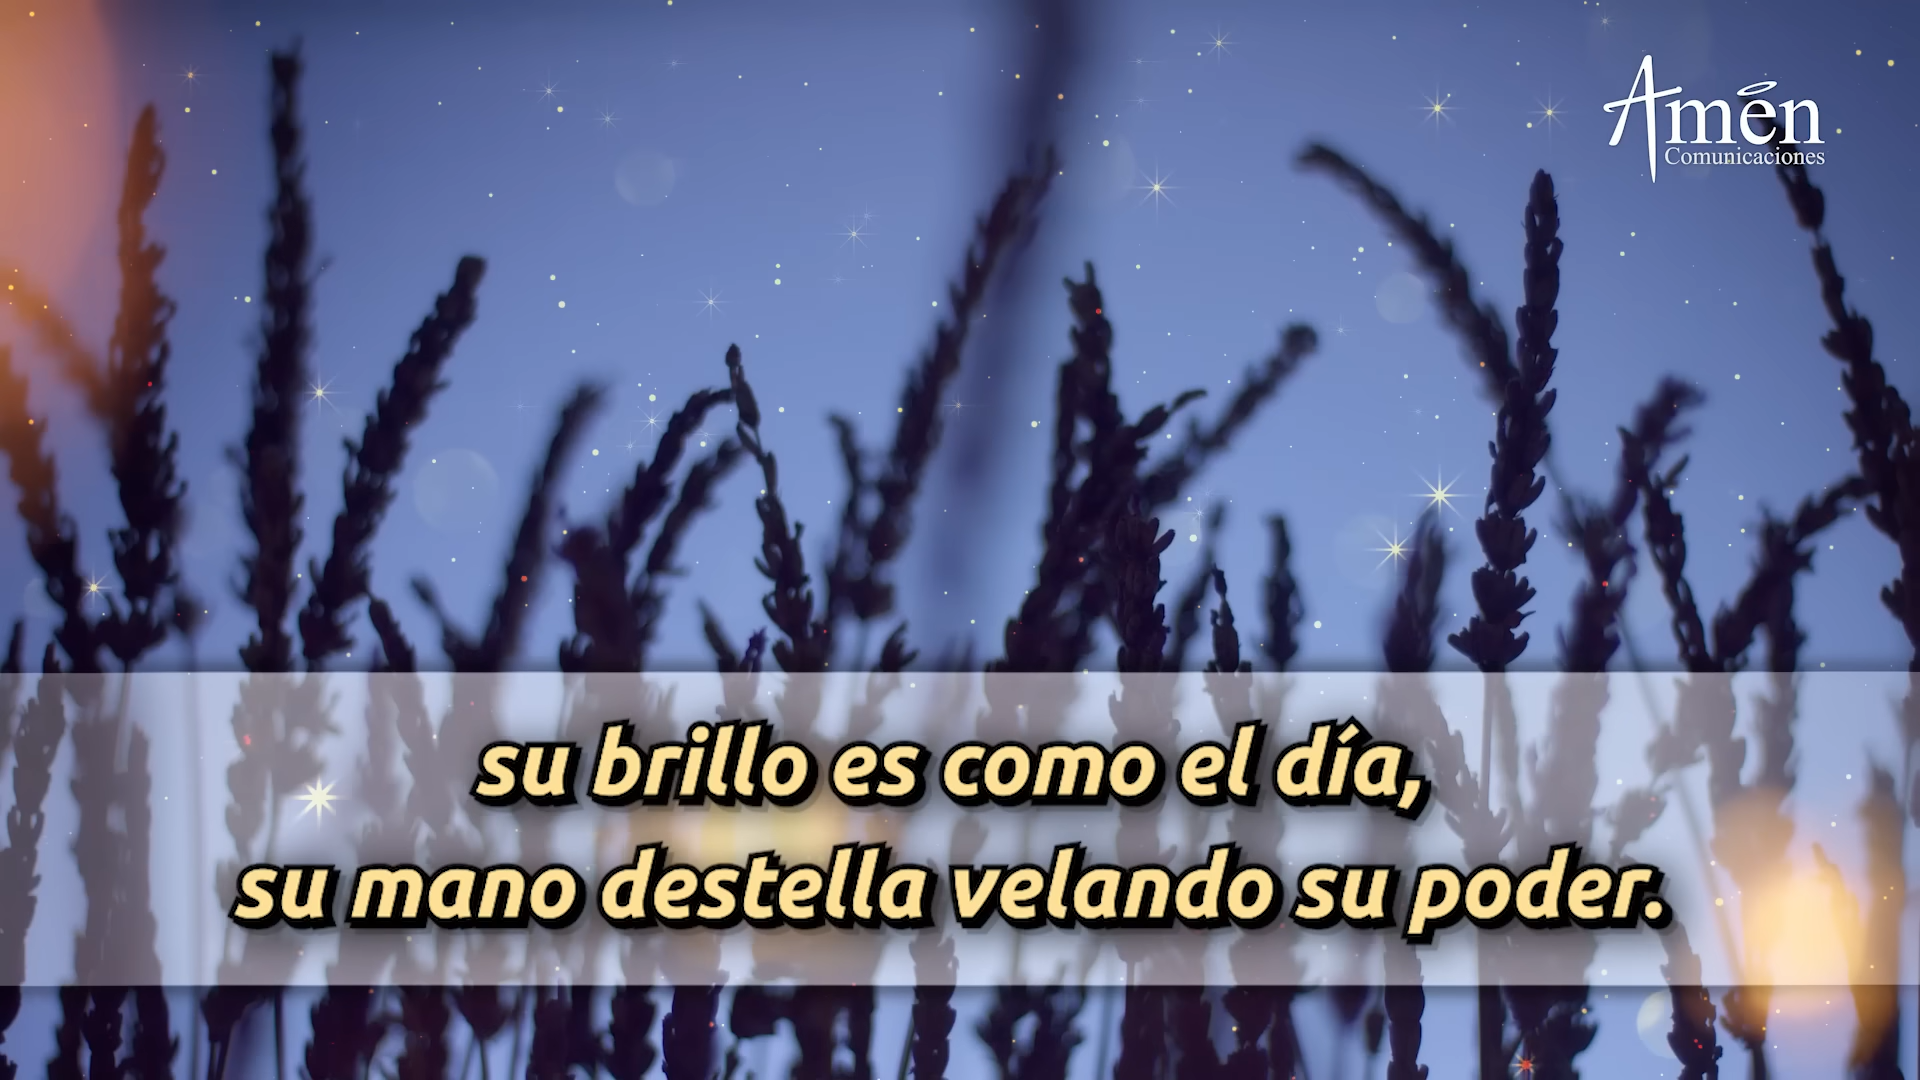 Amén
Comunicaciones
su brillo es como el día,
su mano destella velando su poder.